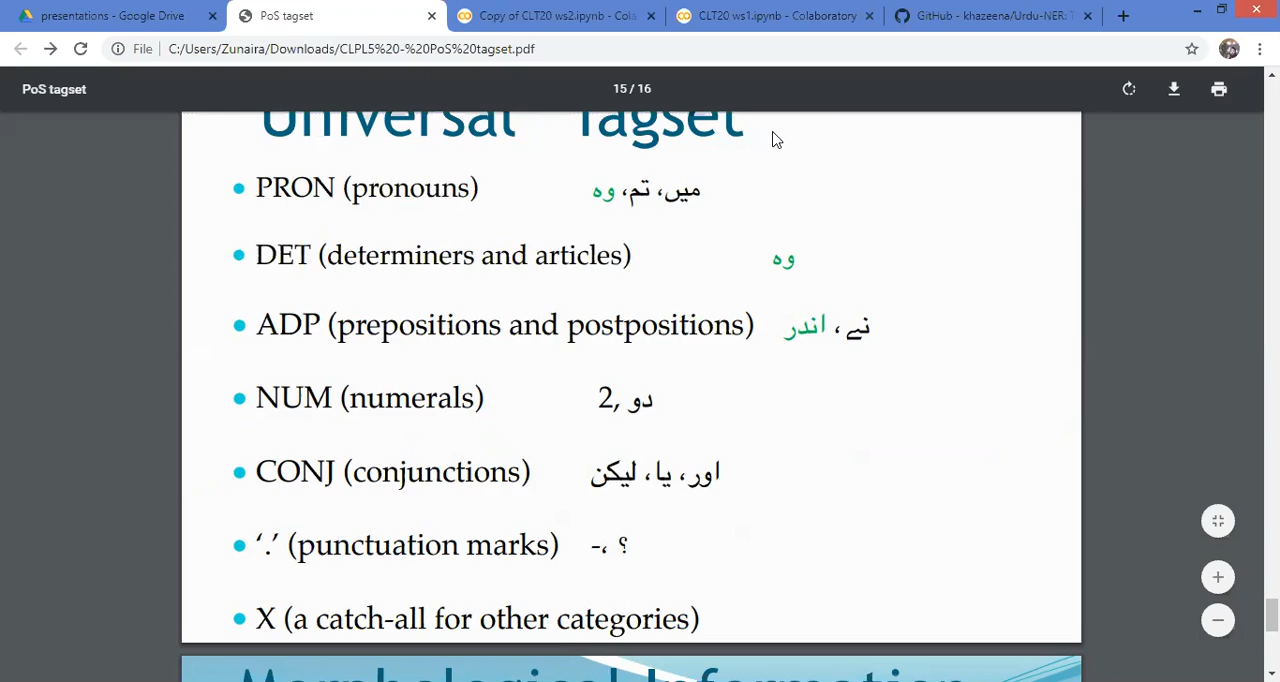 presentations - Google Drive
PoS tagset
Copy of CLT20 ws2.ipynb - Cola
CLT20 ws1.ipynb - Colaboratory
GitHub - khazeena/Urdu-NER: T
File | C:/Users/Zunaira/Downloads/CLPL5%20-%20PoS%20tagset.pdf
PoS tagset
15 / 16
Universal Tagset
PRON (pronouns) میں، تم، وہ
DET (determiners and articles) وہ
ADP (prepositions and postpositions) نے، اندر
NUM (numerals) 2, دو
CONJ (conjunctions) اور، یا، لیکن
‘.’ (punctuation marks) -، ؟
X (a catch-all for other categories)
Morphological Information